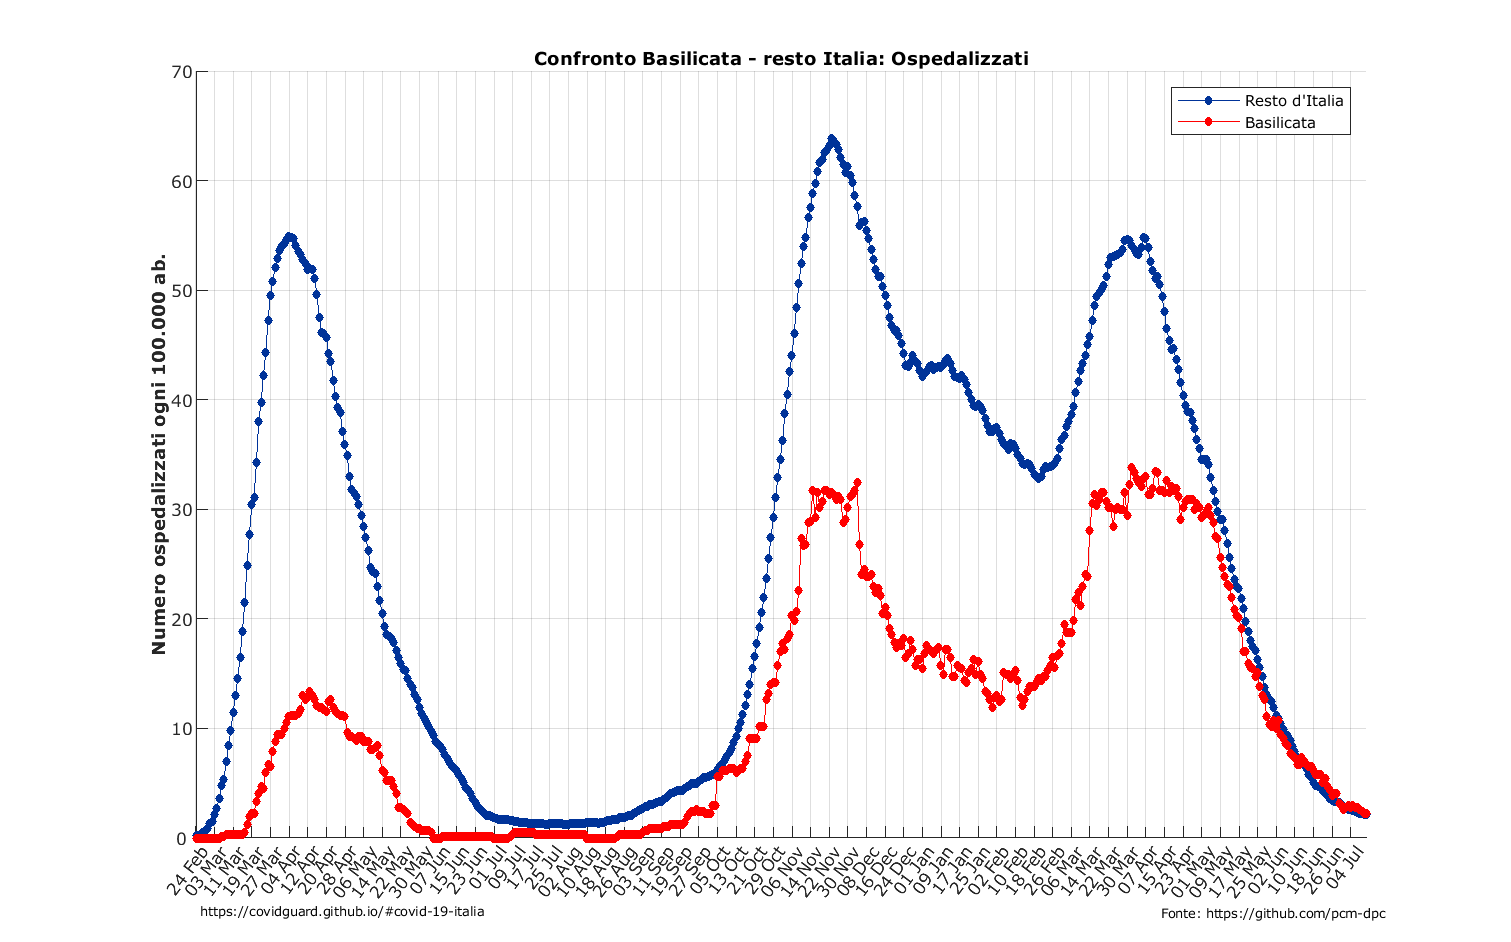 Confronto Basilicata - resto Italia: Ospedalizzati
Numero ospedalizzati ogni 100.000 ab.
70
60
50
40
30
20
10
0
Resto d'Italia
Basilicata
24 Feb
03 Mar
11 Mar
19 Mar
27 Mar
04 Apr
12 Apr
20 Apr
28 Apr
06 May
14 May
22 May
30 May
07 Jun
15 Jun
23 Jun
01 Jul
09 Jul
17 Jul
25 Jul
02 Aug
10 Aug
18 Aug
26 Aug
03 Sep
11 Sep
19 Sep
27 Sep
05 Oct
13 Oct
21 Oct
29 Oct
06 Nov
14 Nov
22 Nov
30 Nov
08 Dec
16 Dec
24 Dec
01 Jan
09 Jan
17 Jan
25 Jan
02 Feb
10 Feb
18 Feb
26 Feb
06 Mar
14 Mar
22 Mar
30 Mar
07 Apr
15 Apr
23 Apr
01 May
09 May
17 May
25 May
02 Jun
10 Jun
18 Jun
26 Jun
04 Jul
https://covidguard.github.io/#covid-19-italia
Fonte: https://github.com/pcm-dpc